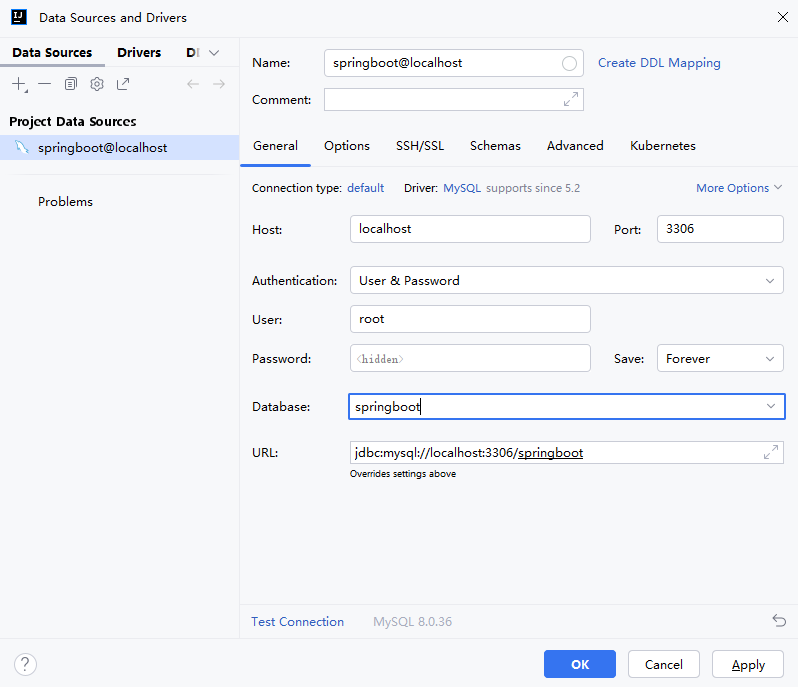 Data Sources and Drivers
Data Sources Drivers
Project Data Sources
springboot@localhost
Problems
Name: springboot@localhost Create DDL Mapping
Comment:
General Options SSH/SSL Schemas Advanced Kubernetes
Connection type: default Driver: MySQL supports since 5.2 More Options
Host: localhost Port: 3306
Authentication: User & Password
User: root
Password: <hidden> Save: Forever
Database: springboot
URL: jdbc:mysql://localhost:3306/springboot
Overrides settings above
Test Connection MySQL 8.0.36
? OK Cancel Apply